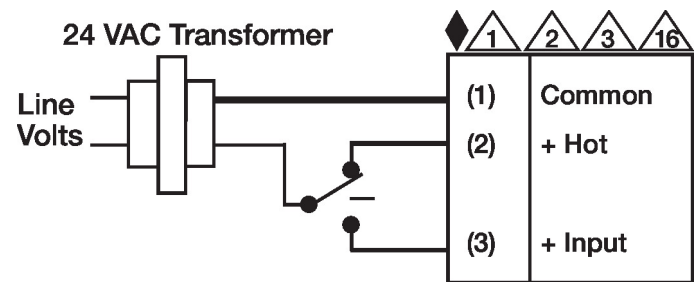 24 VAC Transformer
1 2 3 16
Line
Volts
(1) Common
(2) + Hot
(3) + Input